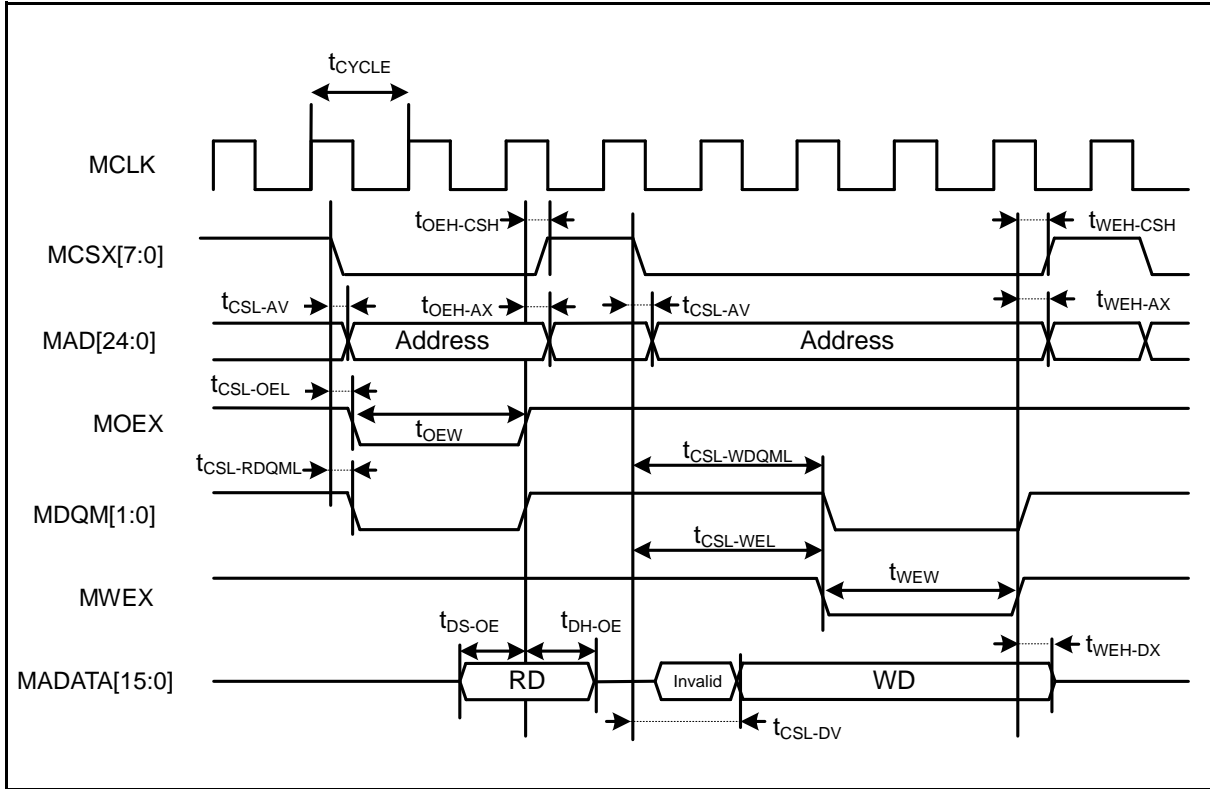 tCYCLE
MCLK
tOEH-CSH
tWEH-CSH
MCSX[7:0]
tCSL-AV
tOEH-AX
tCSL-AV
tWEH-AX
MAD[24:0]
Address
Address
tCSL-OEL
MOEX
tOEW
tCSL-WDQML
tCSL-RDQML
MDQM[1:0]
tCSL-WEL
tWEW
MWEX
tDS-OE
tDH-OE
tWEH-DX
MADATA[15:0]
RD
Invalid
WD
tCSL-DV